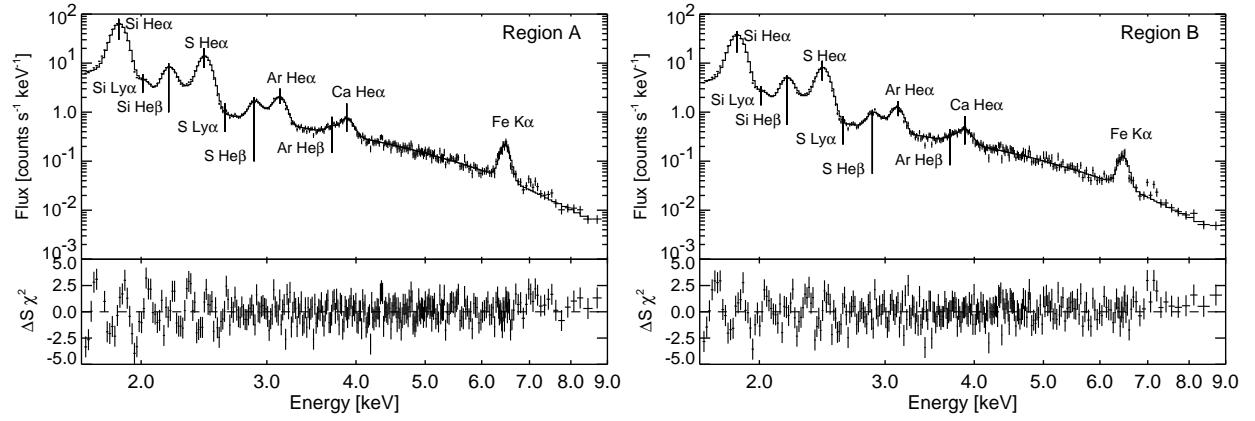 Region A
Flux [counts s⁻¹ keV⁻¹]
10² 10¹ 1.0 10⁻¹ 10⁻² 10⁻³
Si Heα
Si Lyα
Si Heβ
S Heα
S Lyα
S Heβ
Ar Heα
Ar Heβ
Ca Heα
Fe Kα
ΔS χ²
5.0 2.5 0.0 -2.5 -5.0
2.0 3.0 4.0 5.0 6.0 7.0 8.0 9.0
Energy [keV]
Region B
Flux [counts s⁻¹ keV⁻¹]
10² 10¹ 1.0 10⁻¹ 10⁻² 10⁻³
Si Heα
Si Lyα
Si Heβ
S Heα
S Lyα
S Heβ
Ar Heα
Ar Heβ
Ca Heα
Fe Kα
ΔS χ²
5.0 2.5 0.0 -2.5 -5.0
2.0 3.0 4.0 5.0 6.0 7.0 8.0 9.0
Energy [keV]